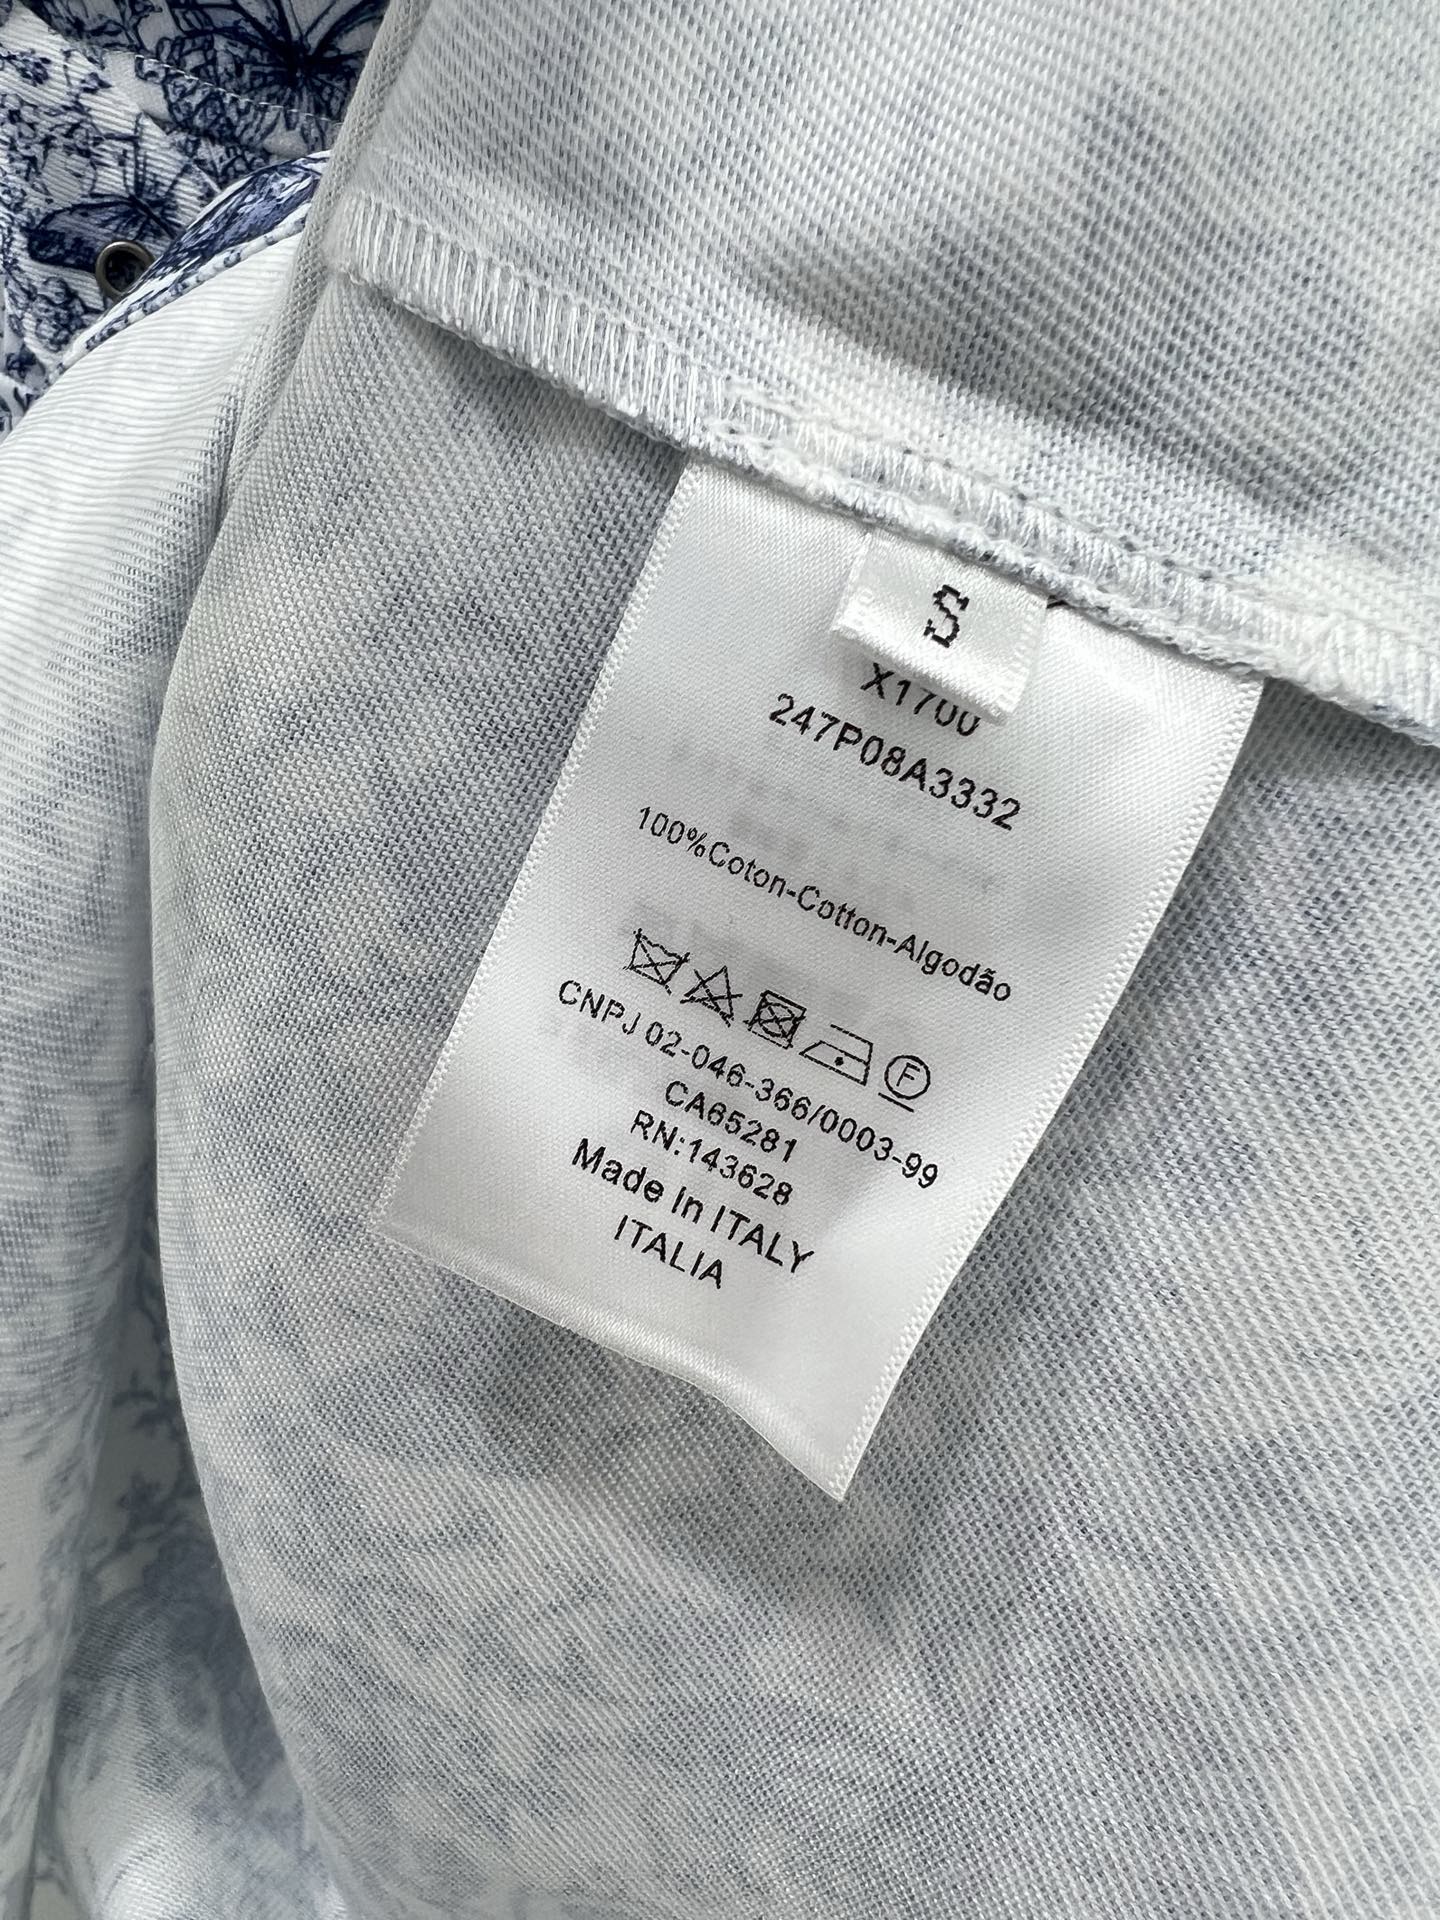 S
X1700
247P08A3332
100%Coton-Cotton-Algodão
F
CNPJ 02-046-366/0003-99
CA65281
RN:143628
Made In ITALY
ITALIA